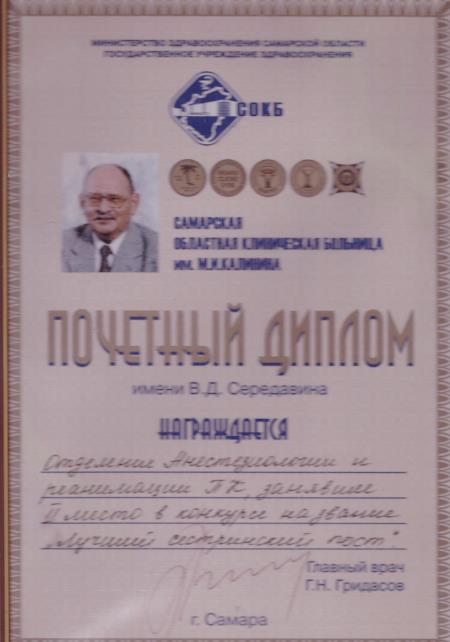 МИНИСТЕРСТВО ЗДРАВООХРАНЕНИЯ САМАРСКОЙ ОБЛАСТИ
ГОСУДАРСТВЕННОЕ УЧРЕЖДЕНИЕ ЗДРАВООХРАНЕНИЯ
СОКБ
САМАРСКАЯ
ОБЛАСТНАЯ КЛИНИЧЕСКАЯ БОЛЬНИЦА
ИМ. М.И.КАЛИНИНА
ПОЧЕТНЫЙ ДИПЛОМ
имени В.Д. Середавина
НАГРАЖДАЕТСЯ
Отделение Анестезиологии и
реанимации ПК, занявшее
II место в конкурсе на звание
"Лучший сестринский пост".
Главный врач
Г.Н. Гридасов
г. Самара